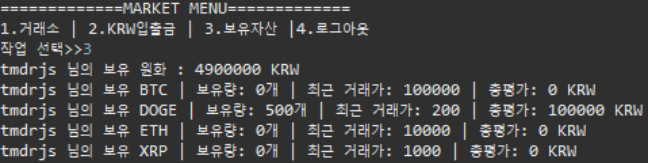 =============MARKET MENU=============
1.거래소 | 2.KRW입출금 | 3.보유자산 |4.로그아웃
작업 선택>>3
tmdrjs 님의 보유 원화 : 4900000 KRW
tmdrjs 님의 보유 BTC | 보유량: 0개 | 최근 거래가: 100000 | 총평가: 0 KRW
tmdrjs 님의 보유 DOGE | 보유량: 500개 | 최근 거래가: 200 | 총평가: 100000 KRW
tmdrjs 님의 보유 ETH | 보유량: 0개 | 최근 거래가: 10000 | 총평가: 0 KRW
tmdrjs 님의 보유 XRP | 보유량: 0개 | 최근 거래가: 1000 | 총평가: 0 KRW